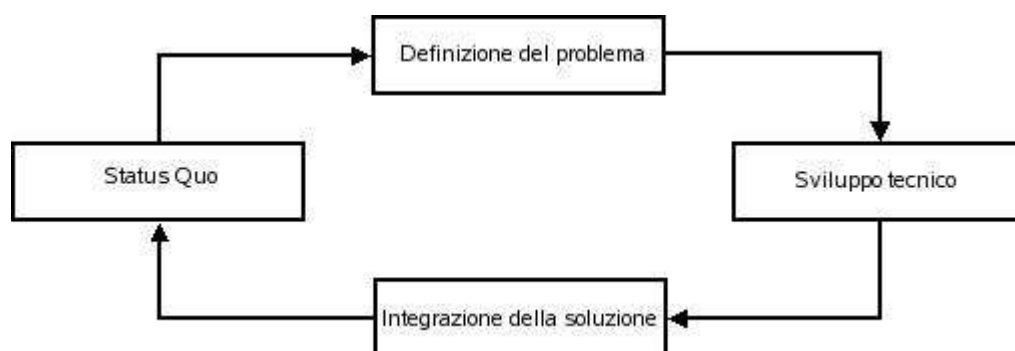 Definizione del problema
Status Quo
Sviluppo tecnico
Integrazione della soluzione